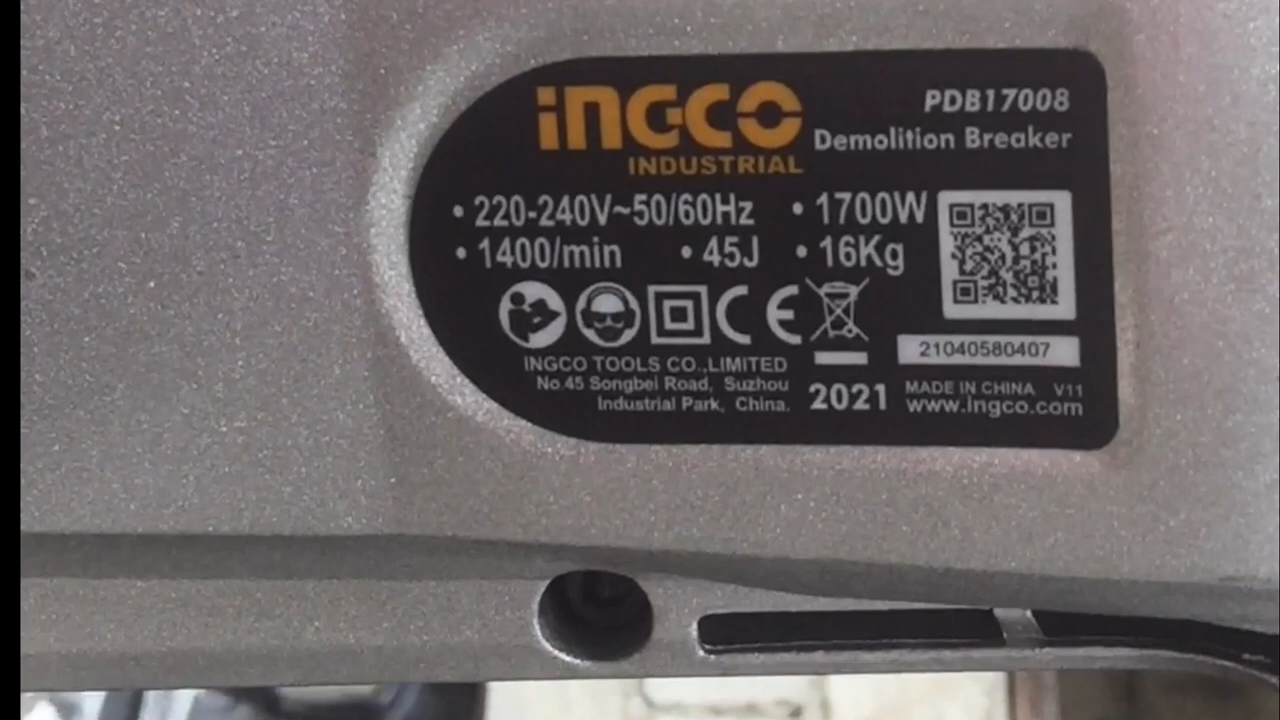 INGCO
INDUSTRIAL
PDB17008
Demolition Breaker
• 220-240V~50/60Hz • 1700W
• 1400/min • 45J • 16Kg
CE
INGCO TOOLS CO.,LIMITED
No.45 Songbei Road, Suzhou
Industrial Park, China.
2021
21040580407
MADE IN CHINA V11
www.ingco.com